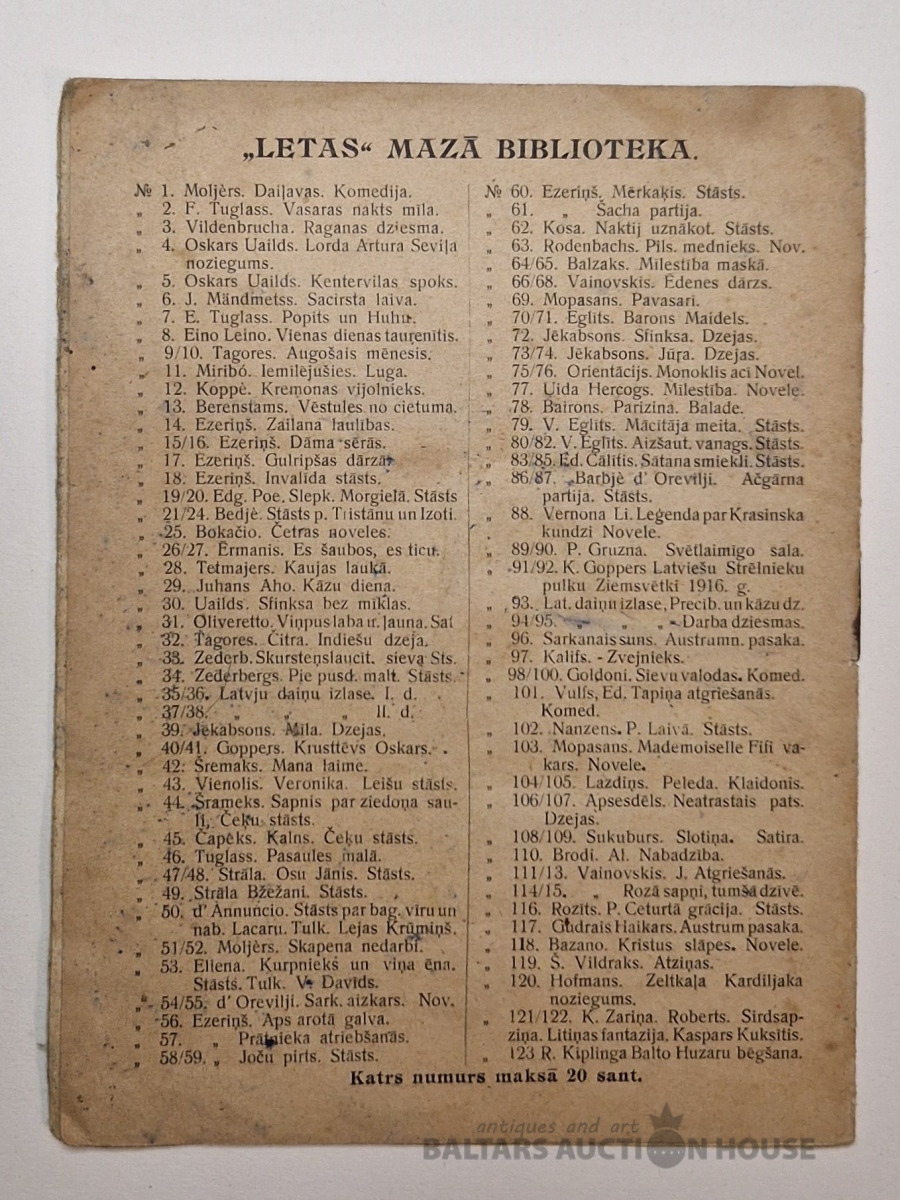 „LETAS“ MAZĀ BIBLIOTEKA.
№ 1. Moljèrs. Daiļavas. Komedija.
„ 2. F. Tuglass. Vasaras nakts mīla.
„ 3. Vildenbrucha. Raganas dziesma.
„ 4. Oskars Uailds. Lorda Artura Seviļa
noziegums.
„ 5. Oskars Uailds. Kentervilas spoks.
„ 6. J. Māndmetss. Sacirsta laiva.
„ 7. E. Tuglass. Popits un Huhu.
„ 8. Eino Leino. Vienas dienas taurenītis.
„ 9/10. Tagores. Augošais mēnesis.
„ 11. Miribó. Iemīlējušies. Luga.
„ 12. Koppè. Kremonas vijolnieks.
„ 13. Berenstams. Vēstules no cietuma.
„ 14. Ezeriņš. Zailana laulības.
„ 15/16. Ezeriņš. Dāma sērās.
„ 17. Ezeriņš. Gulripšas dārzā.
„ 18. Ezeriņš. Invalida stāsts.
„ 19/20. Edg. Poe. Slepk. Morgielā. Stāsts
„ 21/24. Bedjè. Stāsts p. Tristānu un Izoti.
„ 25. Bokačio. Četras noveles.
„ 26/27. Ērmanis. Es šaubos, es ticu.
„ 28. Tetmajers. Kaujas laukā.
„ 29. Juhans Aho. Kāzu diena.
„ 30. Uailds. Sfinksa bez mīklas.
„ 31. Oliveretto. Viņpus laba u. ļauna. Sat
„ 32. Tagores. Čitra. Indiešu dzeja.
„ 33. Zederb. Skursteņslaucit. sieva Sts.
„ 34. Zederbergs. Pie pusd. malt. Stāsts.
„ 35/36. Latvju daiņu izlase. I. d.
„ 37/38. „ „ „ II. d.
„ 39. Jēkabsons. Mīla. Dzejas.
„ 40/41. Goppers. Krusttēvs Oskars.
„ 42. Šremaks. Mana laime.
„ 43. Vienolis. Veronika. Leišu stāsts.
„ 44. Šrameks. Sapnis par ziedoņa sau-
li, Čeku stāsts.
„ 45. Čapeks. Kalns. Čeķu stāsts.
„ 46. Tuglass. Pasaules malā.
„ 47/48. Strāla. Osu Jānis. Stāsts.
„ 49. Strāla Bžēžani. Stāsts.
„ 50. d' Annuncio. Stāsts par bag. vīru un
nab. Lacaru. Tulk. Lejas Krūmiņš.
„ 51/52. Moljērs. Skapena nedarbi.
„ 53. Ellena. Kurpnieks un viņa ēna.
Stāsts. Tulk. V. Davids.
„ 54/55. d' Orevilji. Sark. aizkars. Nov.
„ 56. Ezeriņš. Aps arotā galva.
„ 57. „ Prātnieka atriebšanās.
„ 58/59. „ Joču pirts. Stāsts.
№ 60. Ezeriņš. Mērkaķis. Stāsts.
„ 61. „ Šacha partija.
„ 62. Kosa. Naktij uznākot. Stāsts.
„ 63. Rodenbachs. Pils. mednieks. Nov.
„ 64/65. Balzaks. Mīlestība maskā.
„ 66/68. Vainovskis. Ēdenes dārzs.
„ 69. Mopasans. Pavasarī.
„ 70/71. Eglīts. Barons Maidels.
„ 72. Jēkabsons. Sfinksa. Dzejas.
„ 73/74. Jēkabsons. Jūŗa. Dzejas.
„ 75/76. Orientācijs. Monoklis aci Novel.
„ 77. Uida Hercogs. Mīlestība. Novele.
„ 78. Bairons. Parizina. Balade.
„ 79. V. Eglīts. Mācītāja meita. Stāsts.
„ 80/82. V. Eglīts. Aizšaut. vanags. Stāsts.
„ 83/85. Ed. Cālītis. Sātana smiekli. Stāsts.
„ 86/87. Barbjè d' Orevilji. Ačgārna
partija. Stāsts.
„ 88. Vernona Li. Leģenda par Krasinska
kundzi Novele.
„ 89/90. P. Gruzna. Svētlaimīgo sala.
„ 91/92. K. Goppers Latviešu Strēlnieku
pulku Ziemsvētki 1916. g.
„ 93. Lat. daiņu izlase, Precib. un kāzu dz.
„ 94/95. „ „ „ Darba dziesmas.
„ 96. Sarkanais suns. Austrumn. pasaka.
„ 97. Kalifs. - Zvejnieks.
„ 98/100. Goldoni. Sievu valodas. Komed.
„ 101. Vulfs, Ed. Tapiņa atgriešanās.
Komed.
„ 102. Nanzens. P. Laivā. Stāsts.
„ 103. Mopasans. Mademoiselle Fifi va-
kars. Novele.
„ 104/105. Lazdiņs. Peleda. Klaidonis.
„ 106/107. Apsesdēls. Neatrastais pats.
Dzejas.
„ 108/109. Sukuburs. Slotiņa. Satira.
„ 110. Brodi. Al. Nabadzība.
„ 111/13. Vainovskis. J. Atgriešanās.
„ 114/15. „ Rozā sapņi, tumšā dzīvē.
„ 116. Rozīts. P. Ceturtā grācija. Stāsts.
„ 117. Gudrais Haikars. Austrum pasaka.
„ 118. Bazano. Kristus slāpes. Novele.
„ 119. Š. Vildraks. Atziņas.
„ 120. Hofmans. Zeltkaļa Kardiljaka
noziegums.
„ 121/122. K. Zariņa. Roberts. Sirdsap-
ziņa. Litiņas fantazija. Kaspars Kuksītis.
„ 123 R. Kiplinga Balto Huzaru bēgšana.
Katrs numurs maksā 20 sant.
antiques and art
BALTARS AUCTION HOUSE